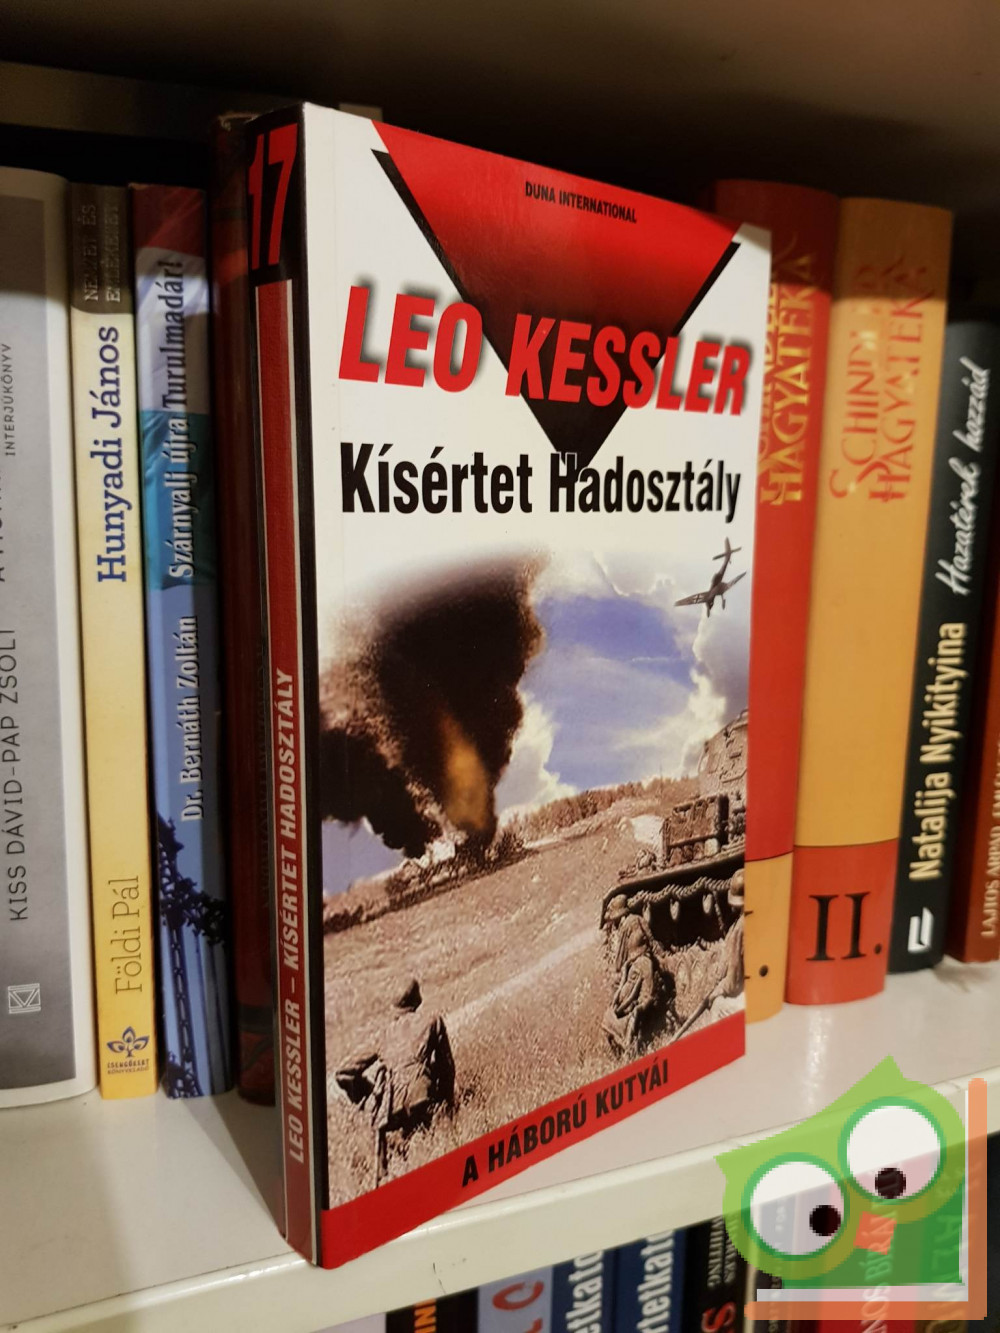 17
DUNA INTERNATIONAL
LEO KESSLER
Kísértet Hadosztály
A HÁBORÚ KUTYÁI
LEO KESSLER – KÍSÉRTET HADOSZTÁLY
INTERJÚKÖNYV
KISS DÁVID-PAP ZSOLT
Hunyadi János
Földi Pál
Dr. Bernáth Zoltán
Szárnyalj újra Turulmadár!
HAGYATÉKA
SCHINDLER
HAGYATÉKA
II.
Natalija Nyikityina
Hazatérek hozzád